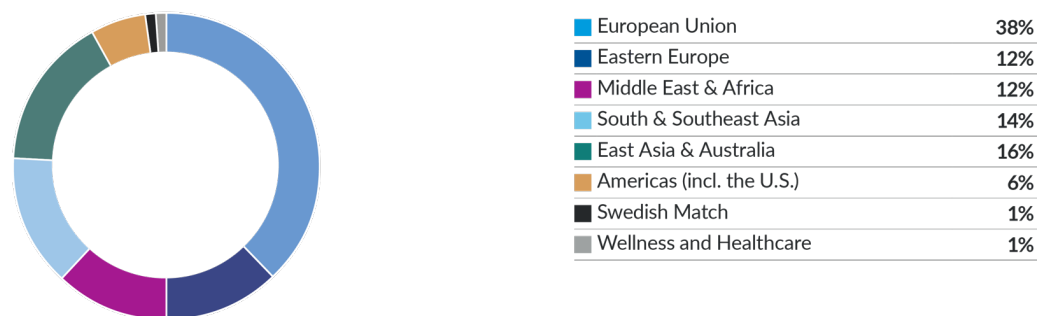 European Union 38%
Eastern Europe 12%
Middle East & Africa 12%
South & Southeast Asia 14%
East Asia & Australia 16%
Americas (incl. the U.S.) 6%
Swedish Match 1%
Wellness and Healthcare 1%